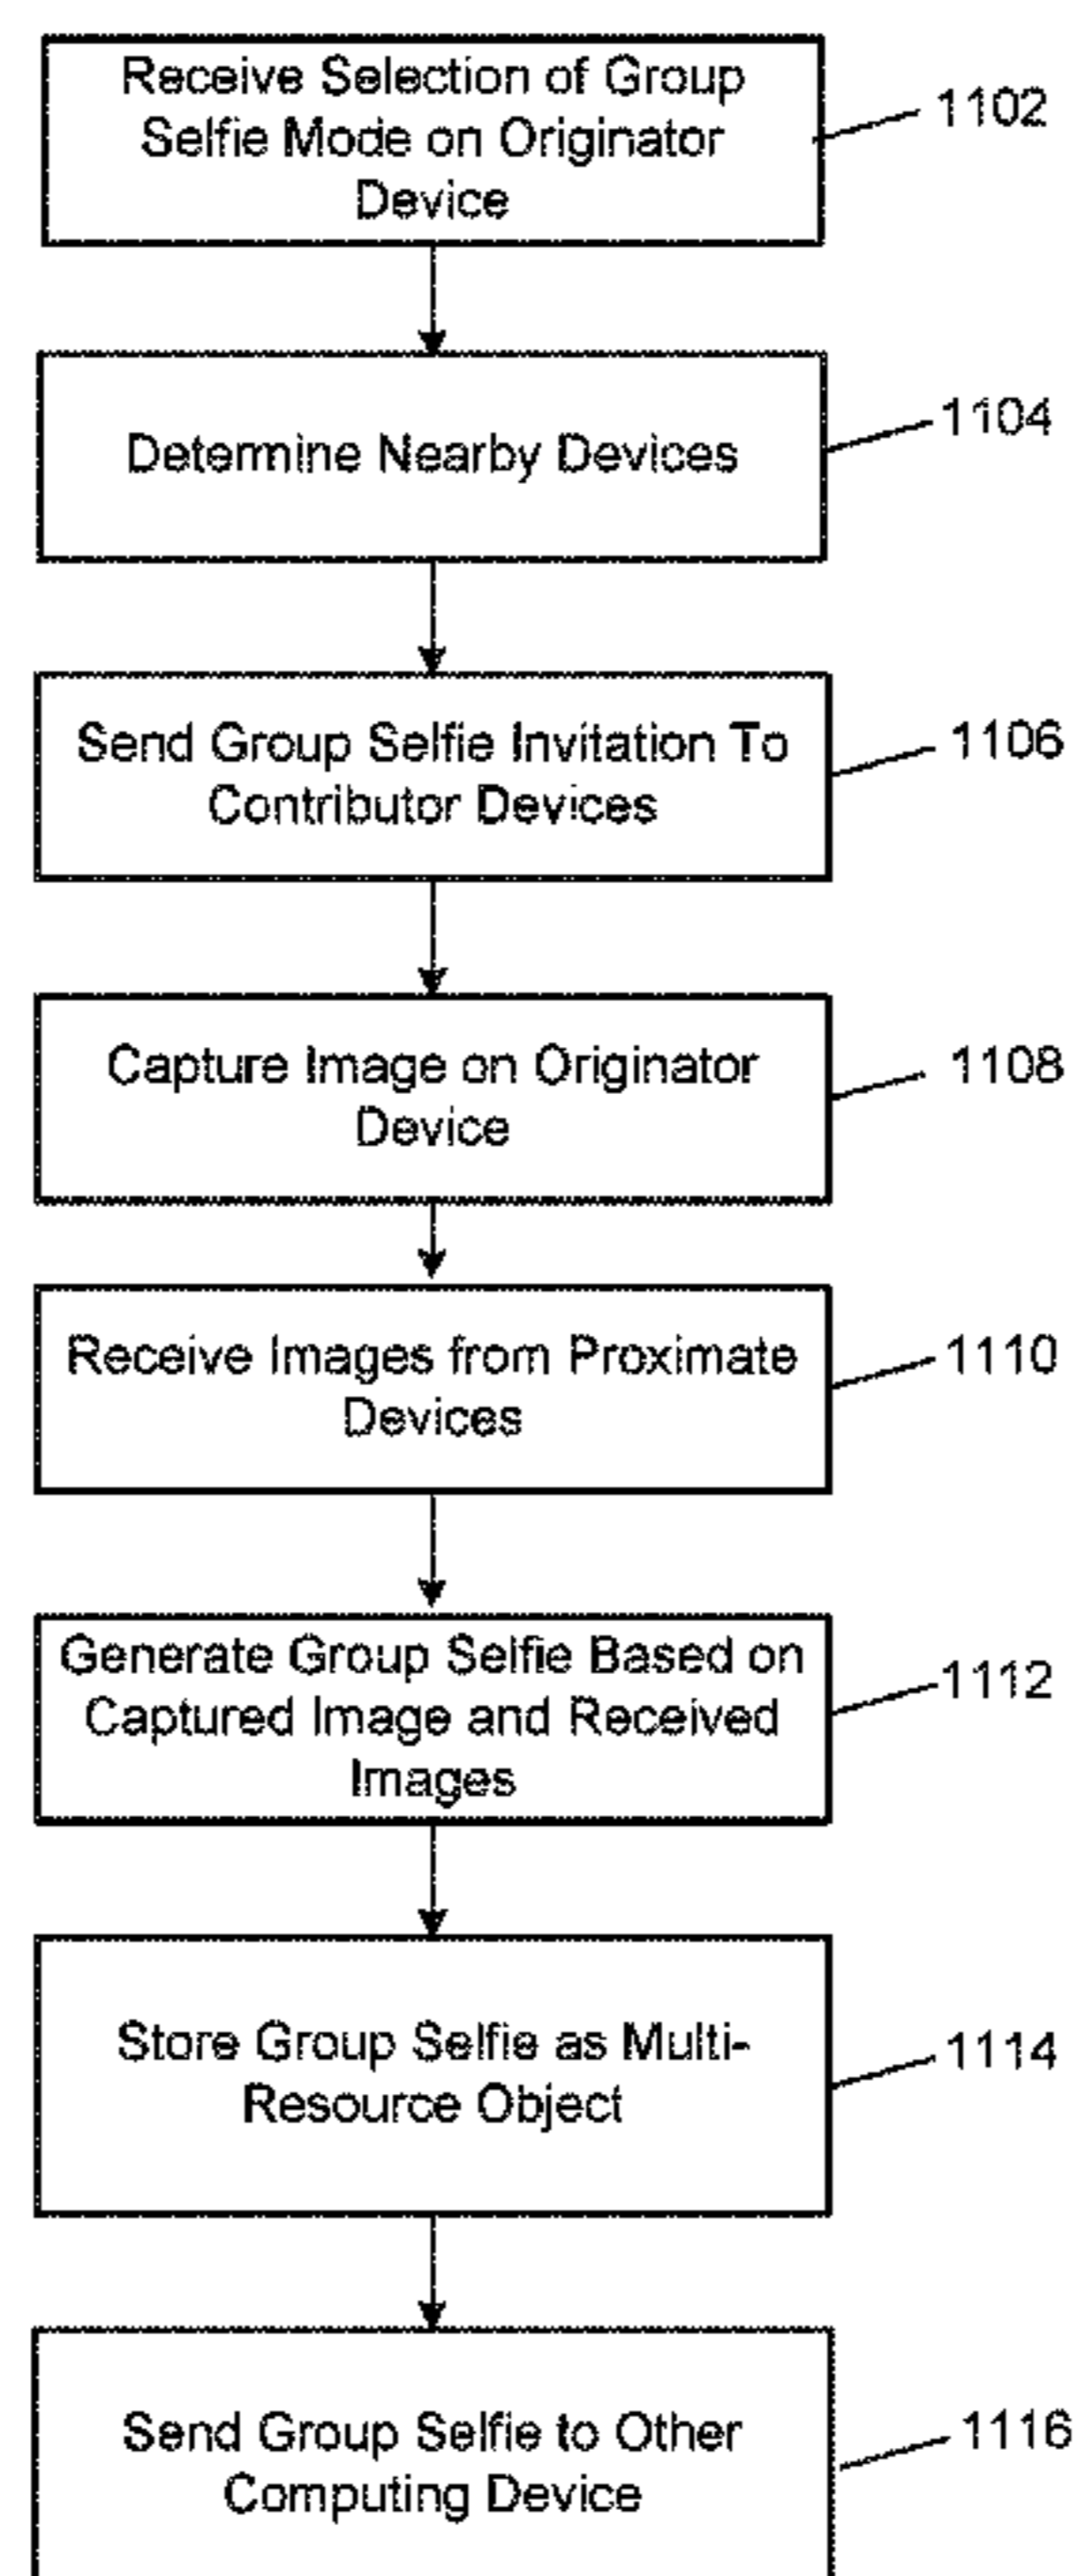 Receive Selection of Group
Selfie Mode on Originator
Device
1102
Determine Nearby Devices
1104
Send Group Selfie Invitation To
Contributor Devices
1106
Capture Image on Originator
Device
1108
Receive Images from Proximate
Devices
1110
Generate Group Selfie Based on
Captured Image and Received
Images
1112
Store Group Selfie as Multi-
Resource Object
1114
Send Group Selfie to Other
Computing Device
1116